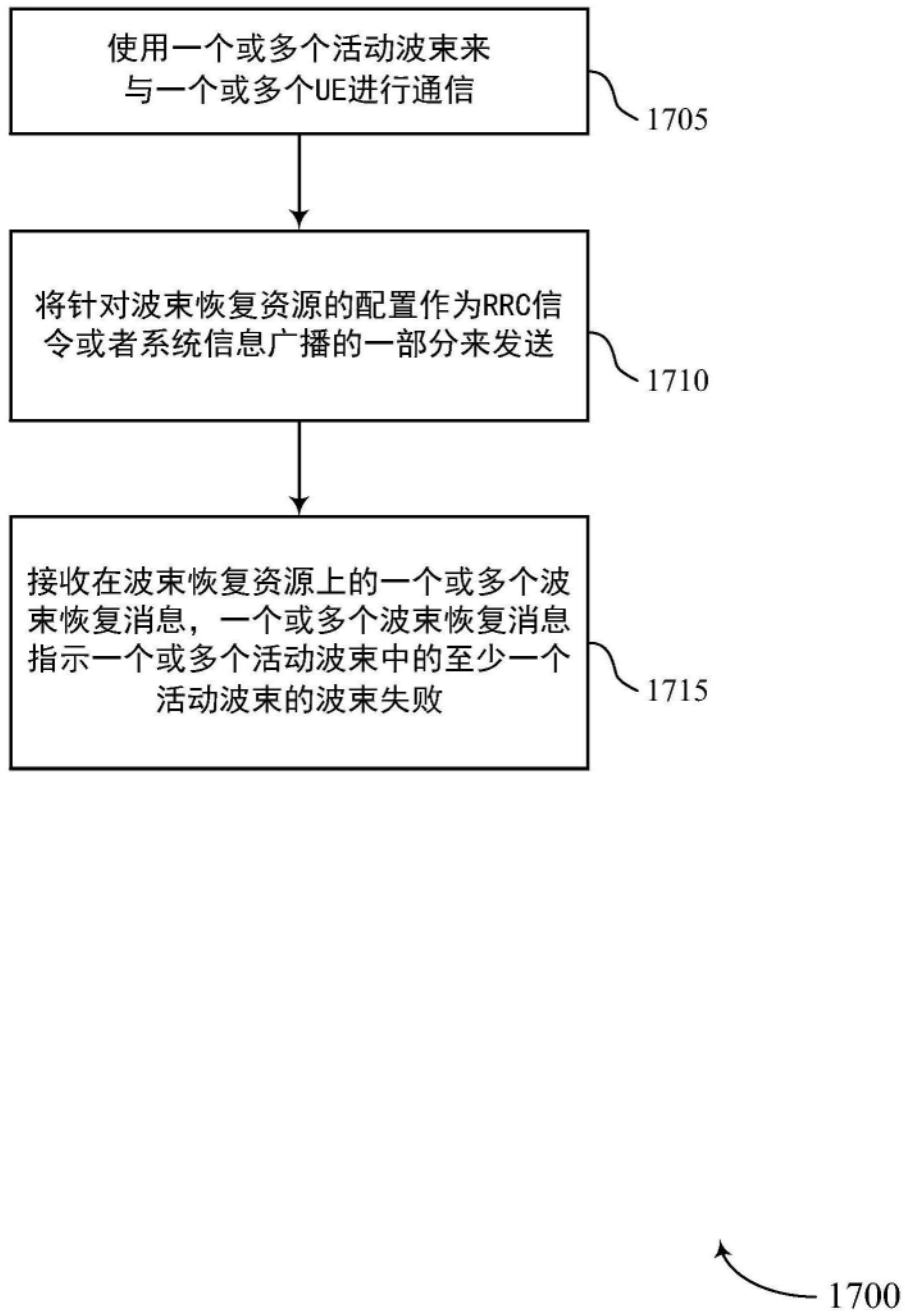 使用一个或多个活动波束来
与一个或多个UE进行通信
1705
将针对波束恢复资源的配置作为RRC信
令或者系统信息广播的一部分来发送
1710
接收在波束恢复资源上的一个或多个波
束恢复消息，一个或多个波束恢复消息
指示一个或多个活动波束中的至少一个
活动波束的波束失败
1715
1700